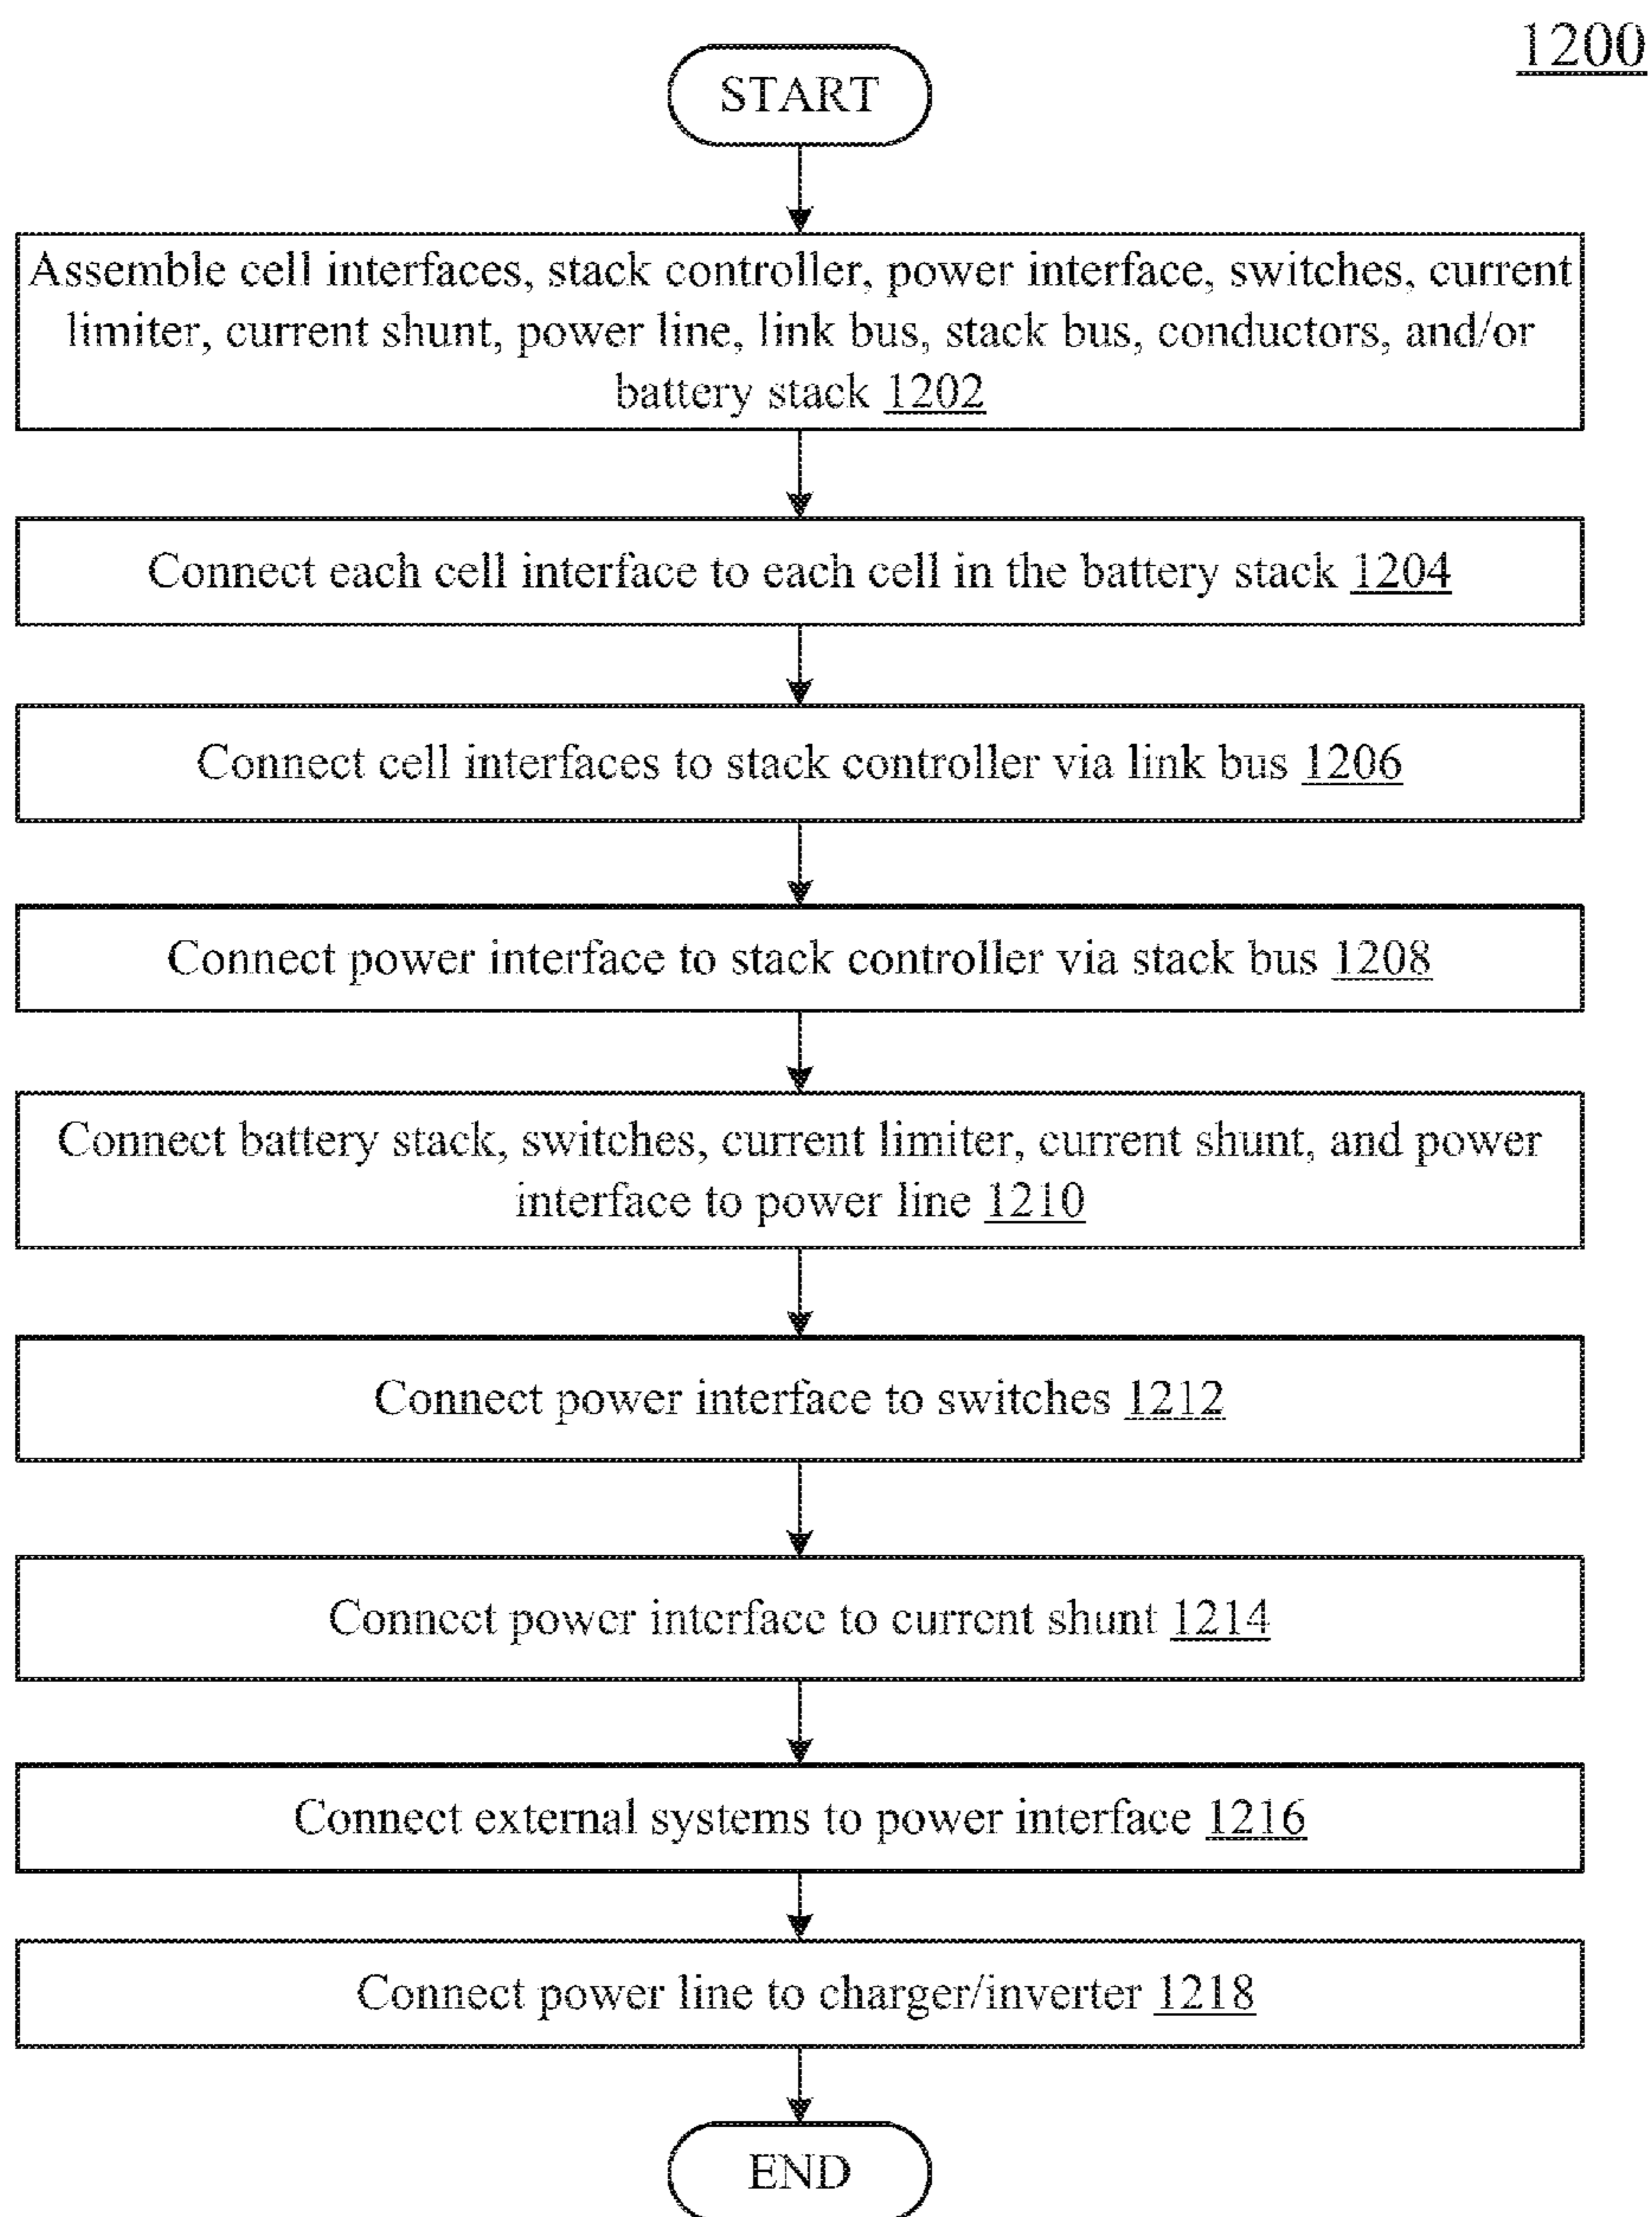 1200
START
Assemble cell interfaces, stack controller, power interface, switches, current
limiter, current shunt, power line, link bus, stack bus, conductors, and/or
battery stack 1202
Connect each cell interface to each cell in the battery stack 1204
Connect cell interfaces to stack controller via link bus 1206
Connect power interface to stack controller via stack bus 1208
Connect battery stack, switches, current limiter, current shunt, and power
interface to power line 1210
Connect power interface to switches 1212
Connect power interface to current shunt 1214
Connect external systems to power interface 1216
Connect power line to charger/inverter 1218
END